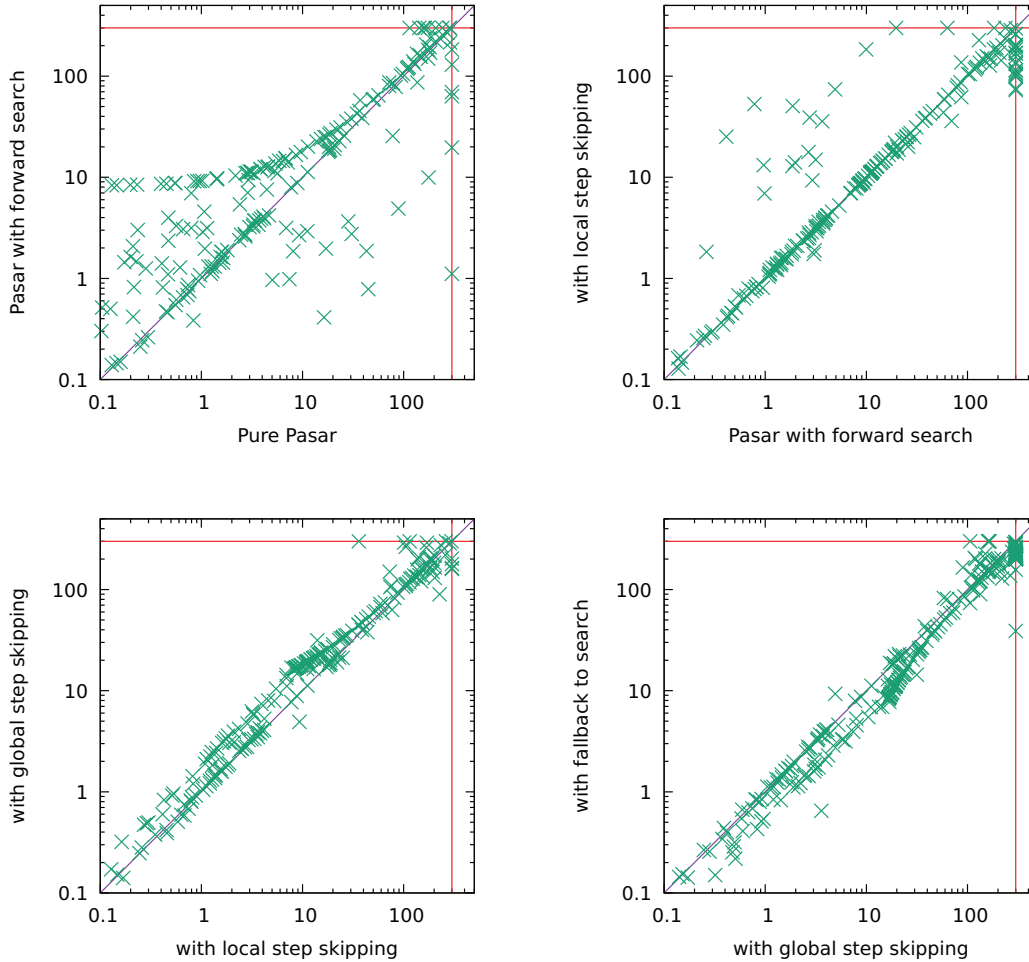 Pasar with forward search
100
10
1
0.1
0.1 1 10 100
Pure Pasar
with local step skipping
100
10
1
0.1
0.1 1 10 100
Pasar with forward search
with global step skipping
100
10
1
0.1
0.1 1 10 100
with local step skipping
with fallback to search
100
10
1
0.1
0.1 1 10 100
with global step skipping